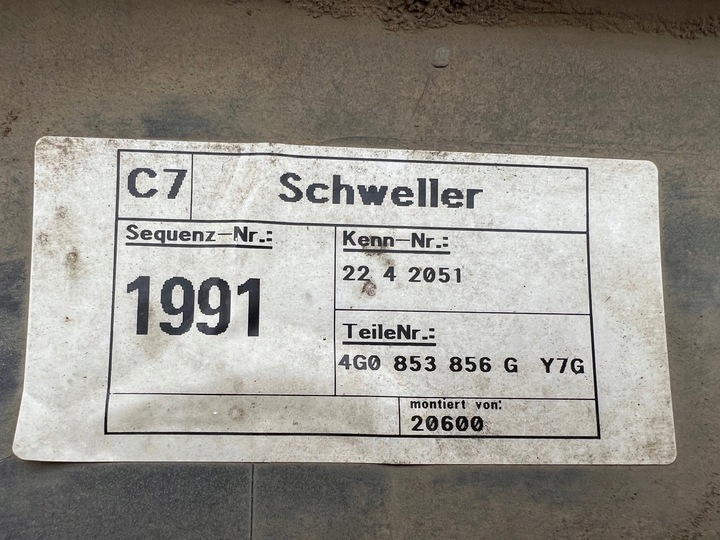 C7 Schweller
Sequenz-Nr.:
1991
Kenn-Nr.:
22 4 2051
TeileNr.:
4G0 853 856 G Y7G
montiert von:
20600